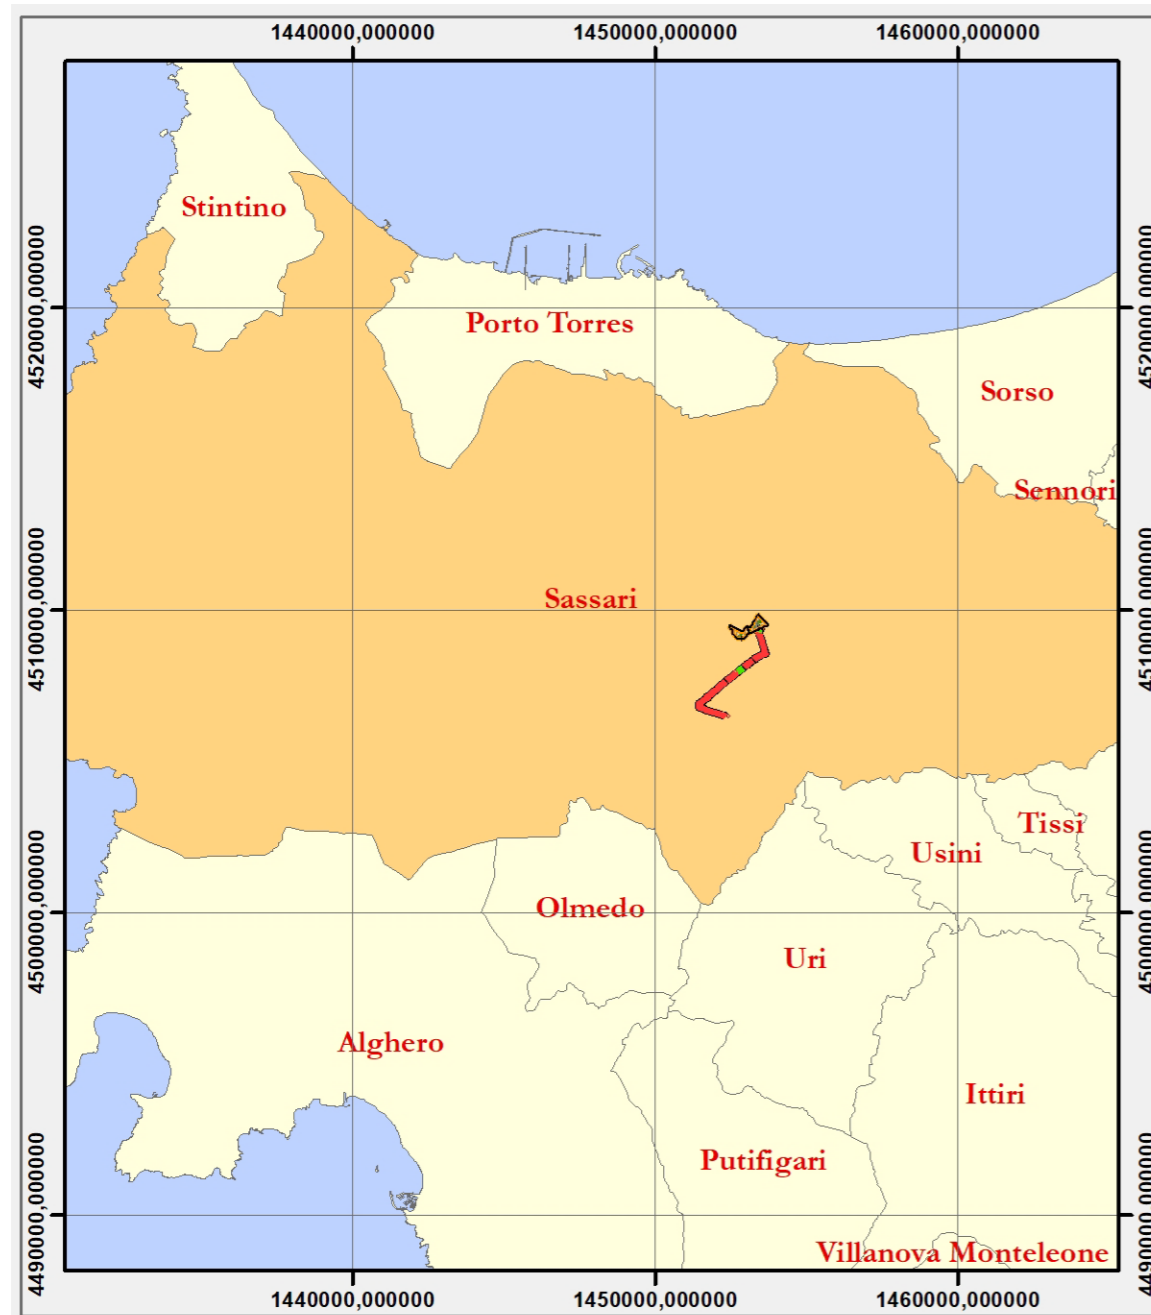 1440000,000000 1450000,000000 1460000,000000
Stintino
4520000,000000 4520000,000000
Porto Torres
Sorso
Sennori
4510000,000000 4510000,000000
Sassari
Tissi
Usini
Olmedo
4500000,000000 4500000,000000
Uri
Alghero
Ittiri
Putifigari
4490000,000000 4490000,000000
Villanova Monteleone
1440000,000000 1450000,000000 1460000,000000